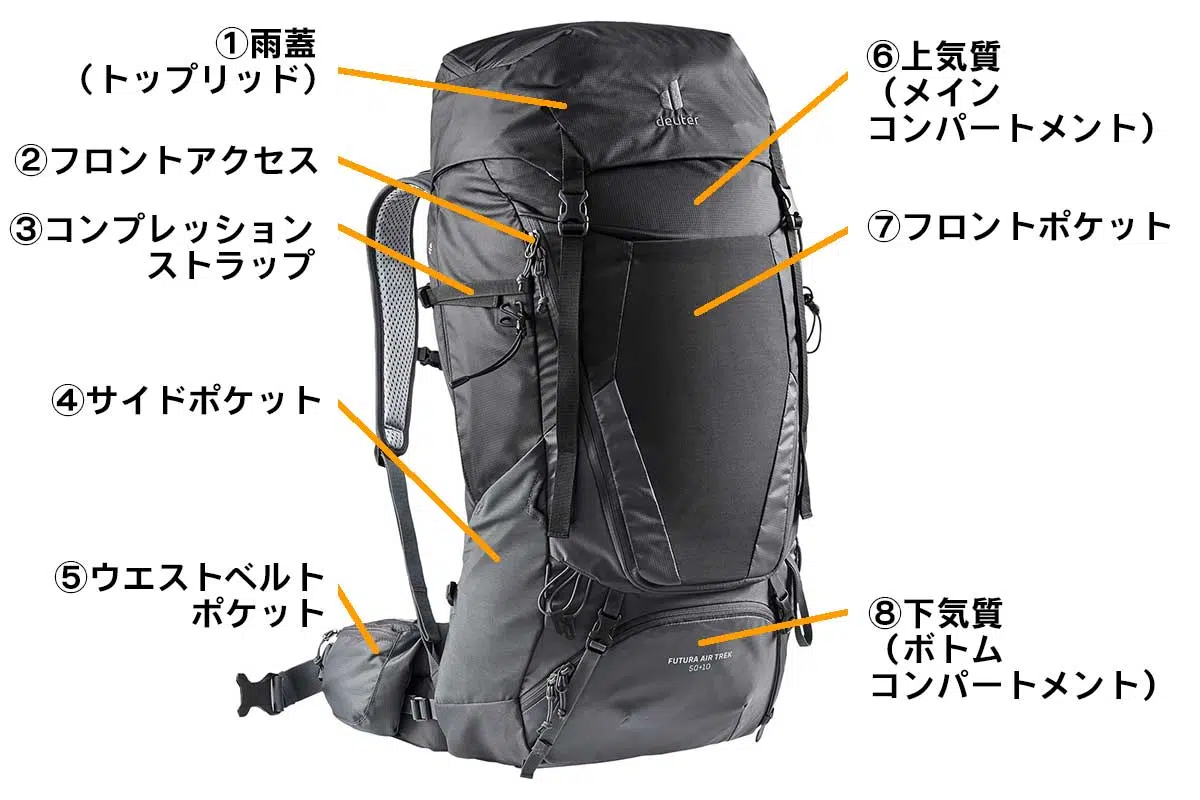 ①雨蓋
（トップリッド）
②フロントアクセス
③コンプレッション
ストラップ
④サイドポケット
⑤ウエストベルト
ポケット
⑥上気質
（メイン
コンパートメント）
⑦フロントポケット
⑧下気質
（ボトム
コンパートメント）
deuter
FUTURA AIR TREK
50+10